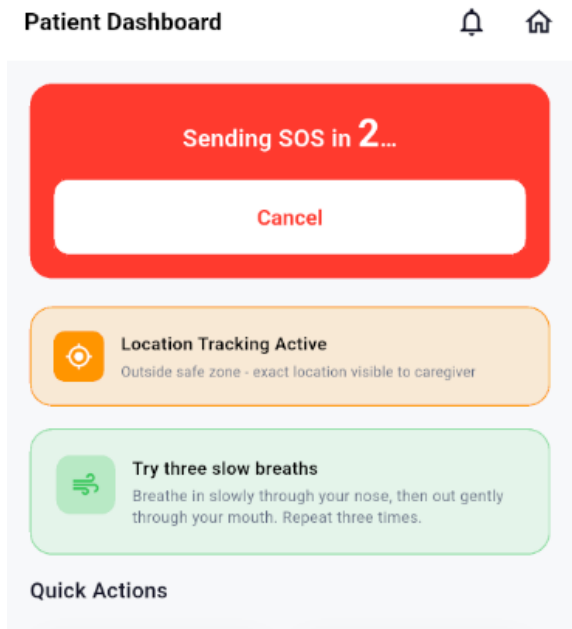 Patient Dashboard
Sending SOS in 2...
Cancel
Location Tracking Active
Outside safe zone - exact location visible to caregiver
Try three slow breaths
Breathe in slowly through your nose, then out gently
through your mouth. Repeat three times.
Quick Actions